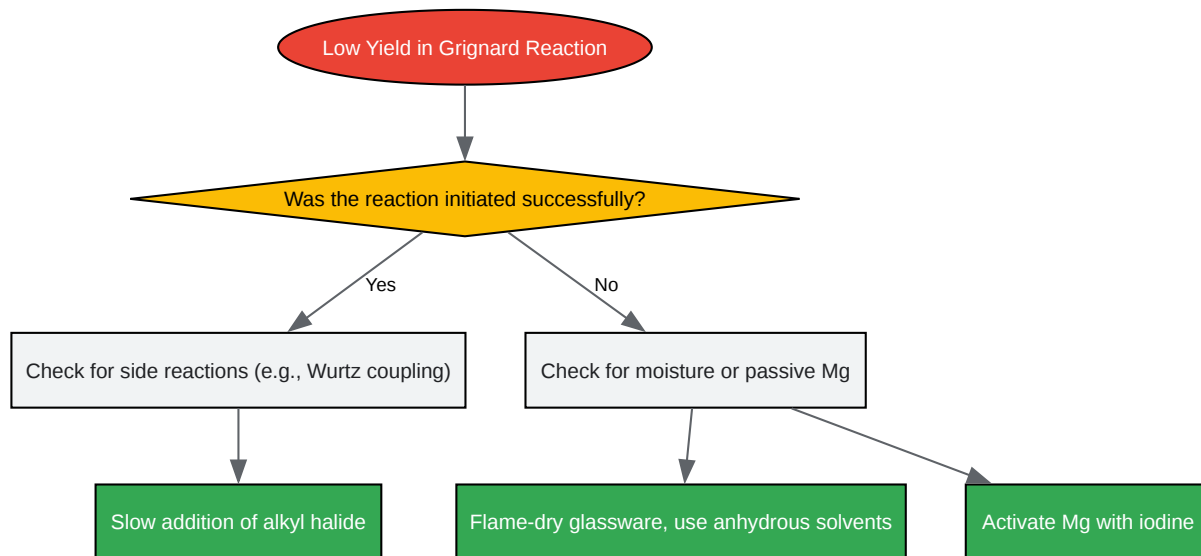 Low Yield in Grignard Reaction
Was the reaction initiated successfully?
Yes
No
Check for side reactions (e.g., Wurtz coupling)
Check for moisture or passive Mg
Slow addition of alkyl halide
Flame-dry glassware, use anhydrous solvents
Activate Mg with iodine